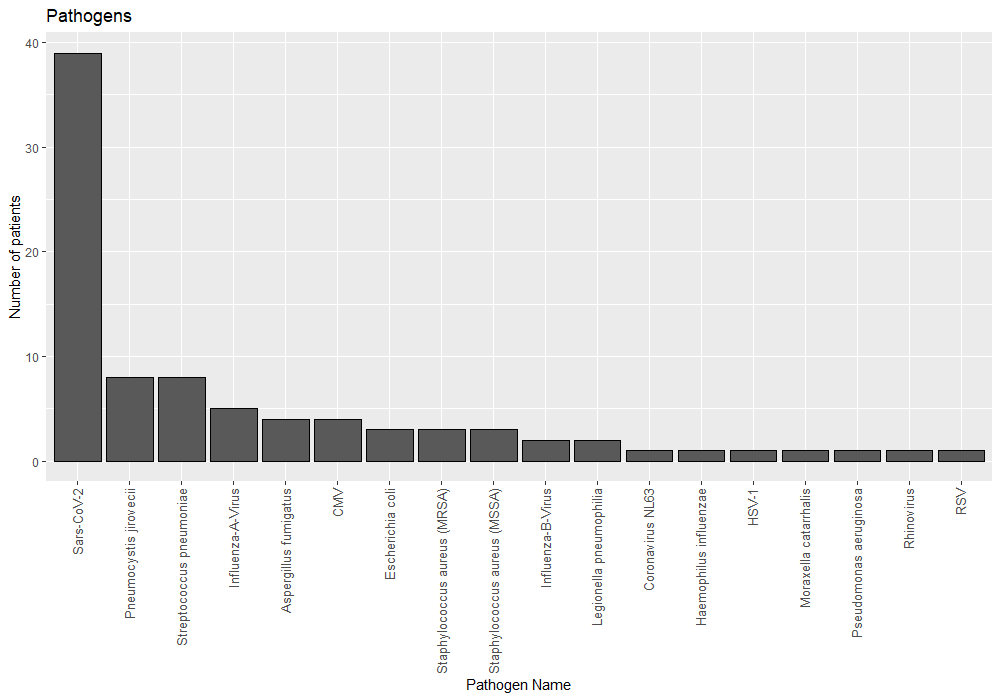 Pathogens
Number of patients
40
30
20
10
0
Sars-CoV-2
Pneumocystis jirovecii
Streptococcus pneumoniae
Influenza-A-Virus
Aspergillus fumigatus
CMV
Escherichia coli
Staphylococcus aureus (MRSA)
Staphylococcus aureus (MSSA)
Influenza-B-Virus
Legionella pneumophilia
Coronavirus NL63
Haemophilus influenzae
HSV-1
Moraxella catarrhalis
Pseudomonas aeruginosa
Rhinovirus
RSV
Pathogen Name